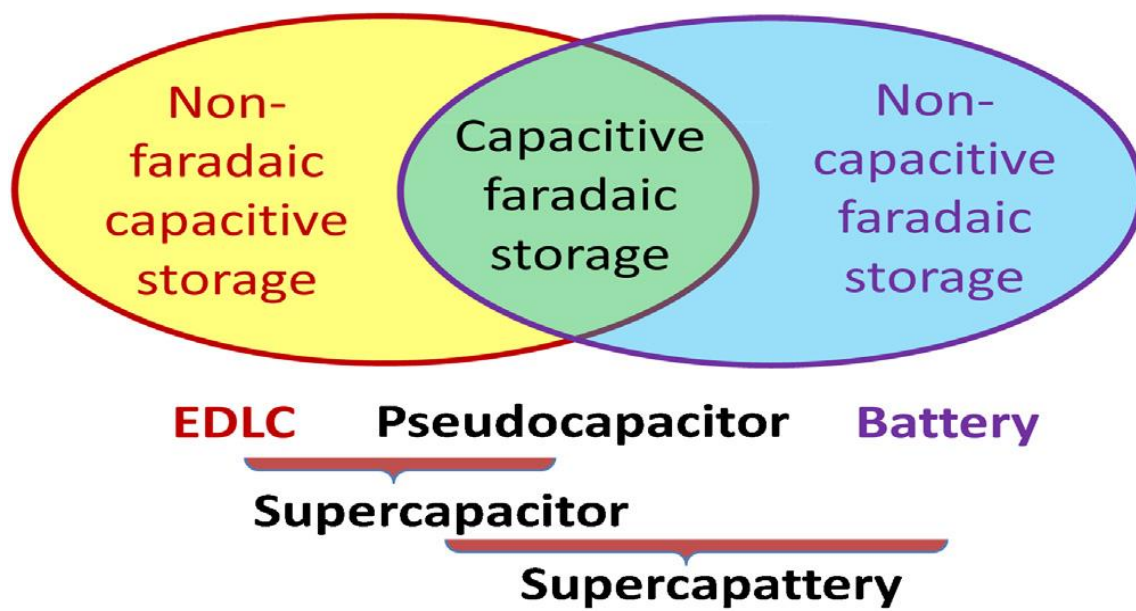 Non-
faradaic
capacitive
storage
Capacitive
faradaic
storage
Non-
capacitive
faradaic
storage
EDLC Pseudocapacitor Battery
Supercapacitor
Supercapattery